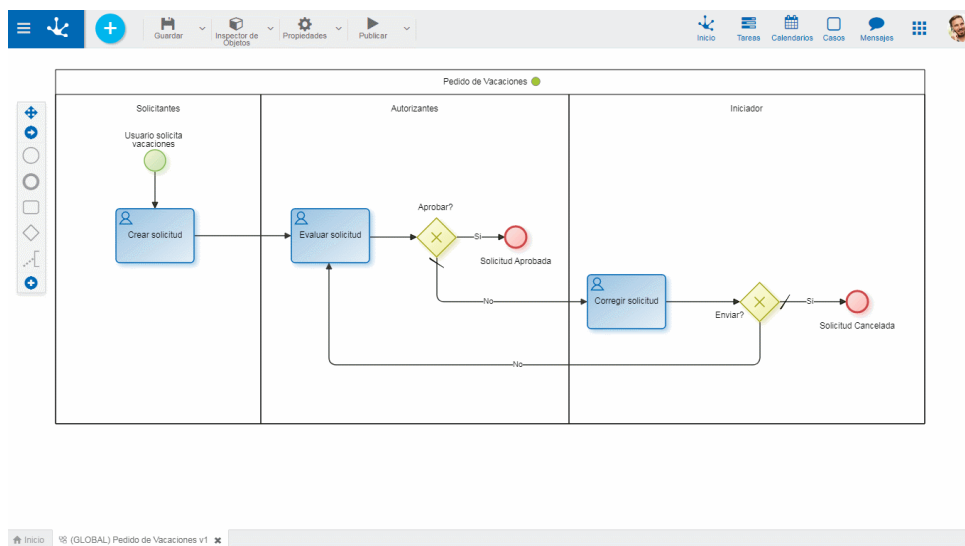 Guardar
Inspector de
Objetos
Propiedades
Publicar
Inicio
Tareas
Calendarios
Casos
Mensajes
Pedido de Vacaciones
Solicitantes
Autorizantes
Iniciador
Usuario solicita
vacaciones
Crear solicitud
Evaluar solicitud
Aprobar?
Si
Solicitud Aprobada
No
Corregir solicitud
Enviar?
Si
Solicitud Cancelada
No
Inicio
(GLOBAL) Pedido de Vacaciones v1